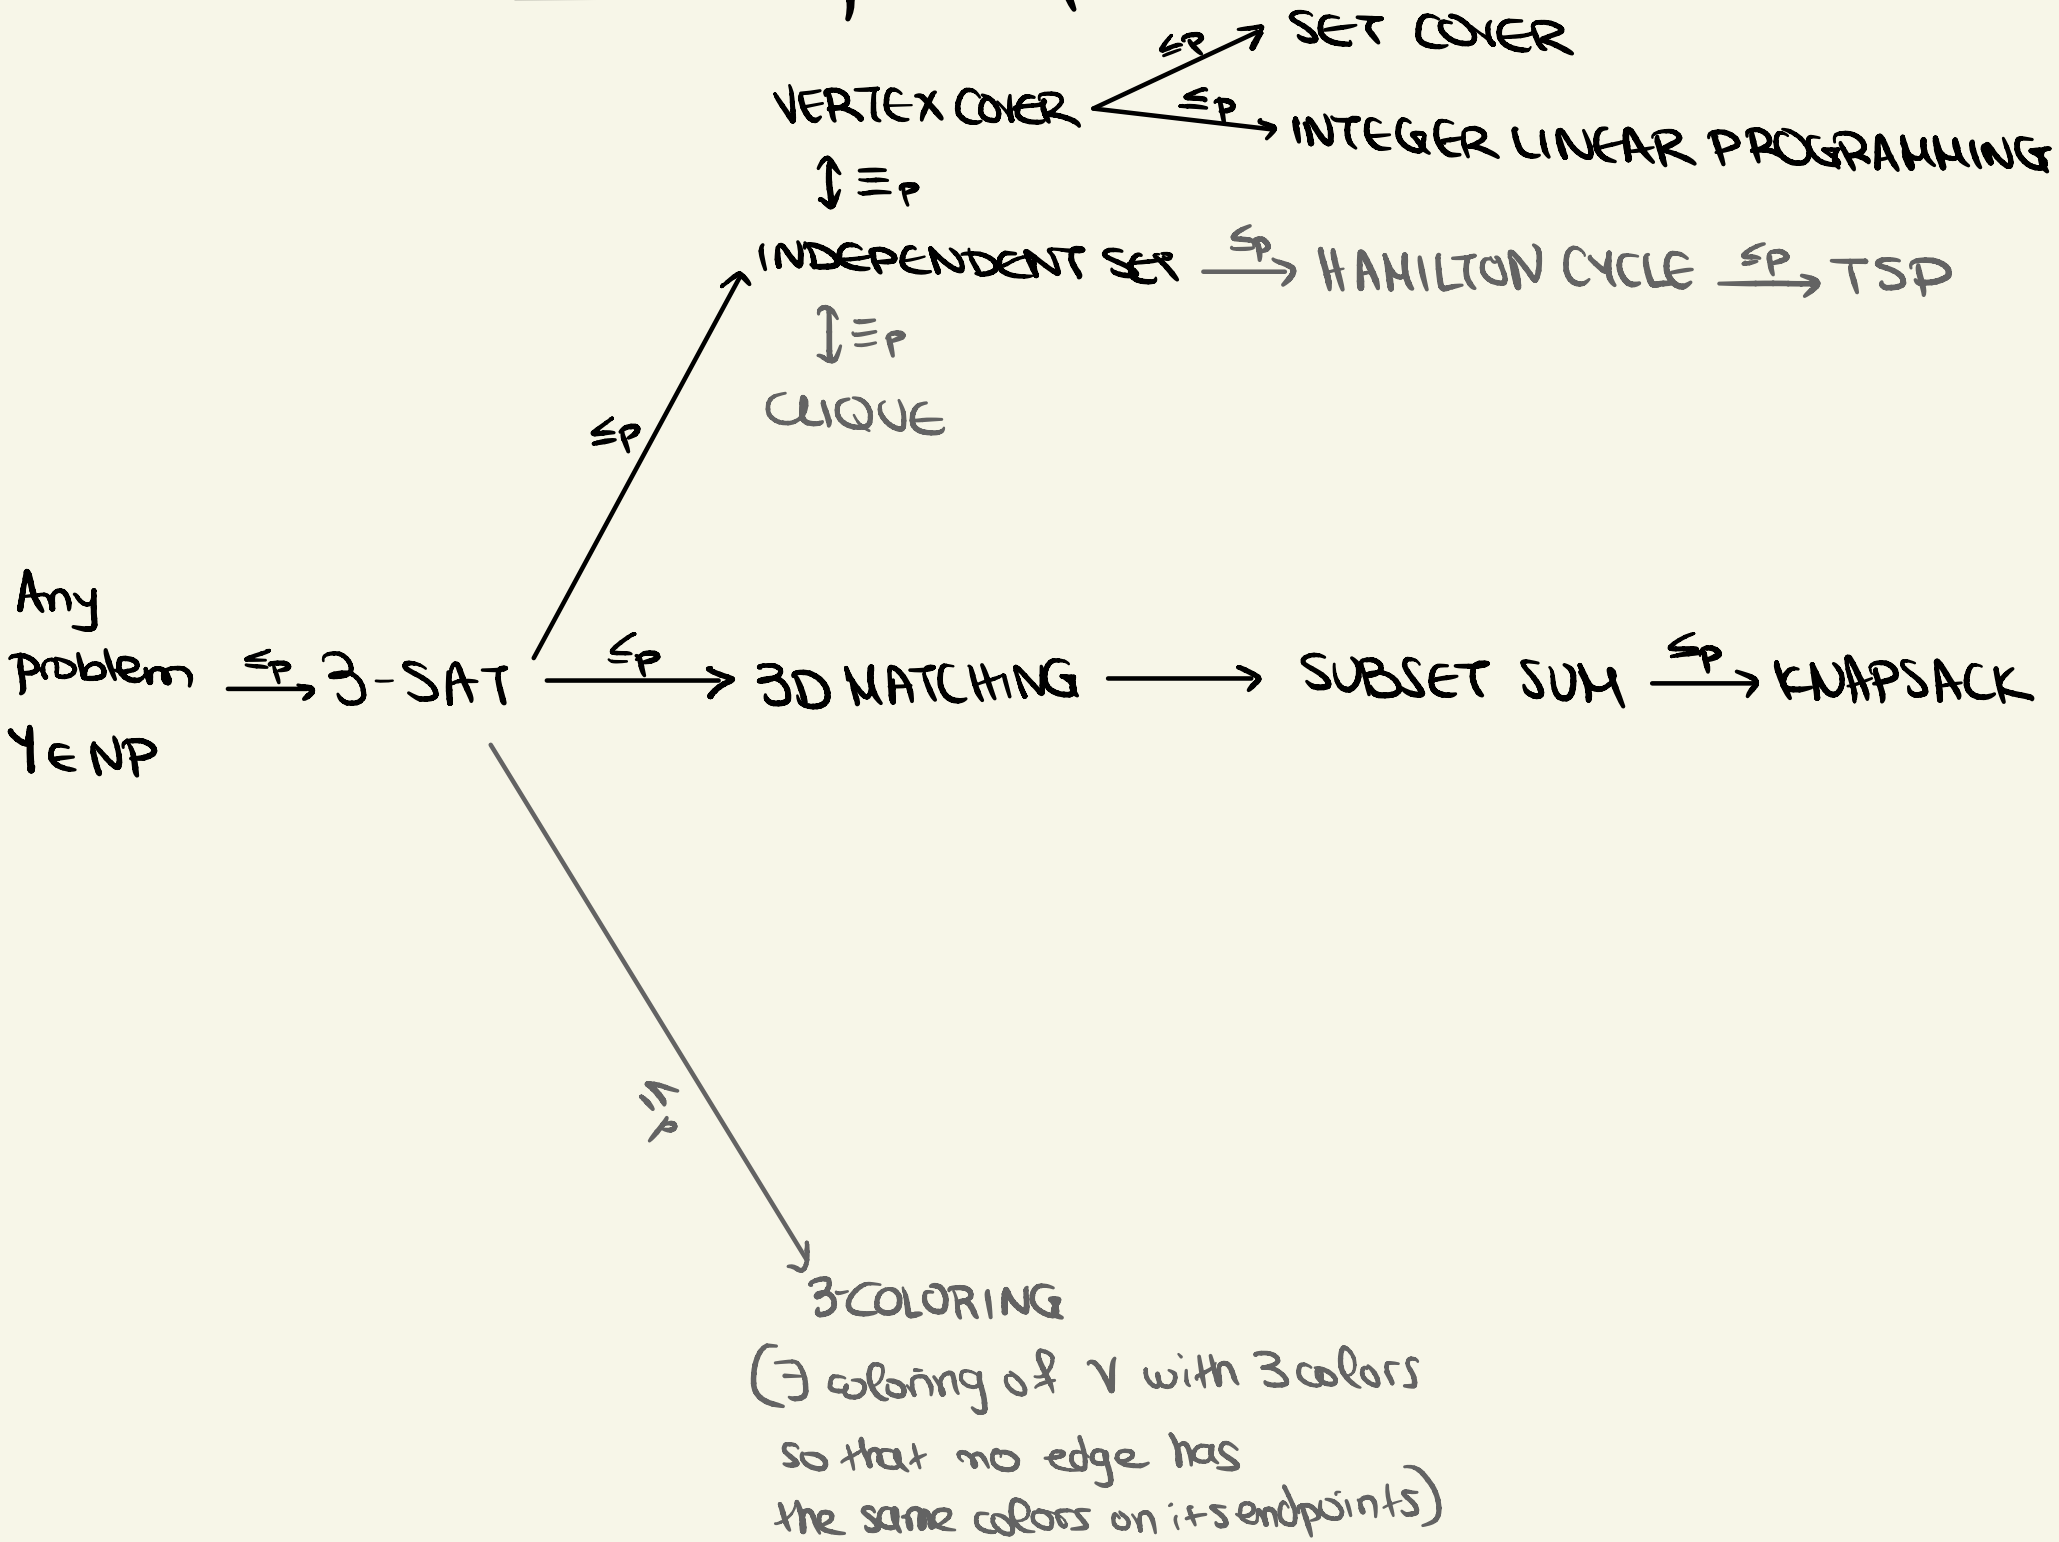 ≤p SET COVER
VERTEX COVER ≤p INTEGER LINEAR PROGRAMMING
≡p
INDEPENDENT SET ≤p HAMILTON CYCLE ≤p TSP
≡p
CLIQUE
≤p
Any
problem ≤p 3-SAT ≤p 3D MATCHING SUBSET SUM ≤p KNAPSACK
Y ∈ NP
≤p
3-COLORING
(∃ coloring of V with 3 colors
so that no edge has
the same colors on its endpoints)